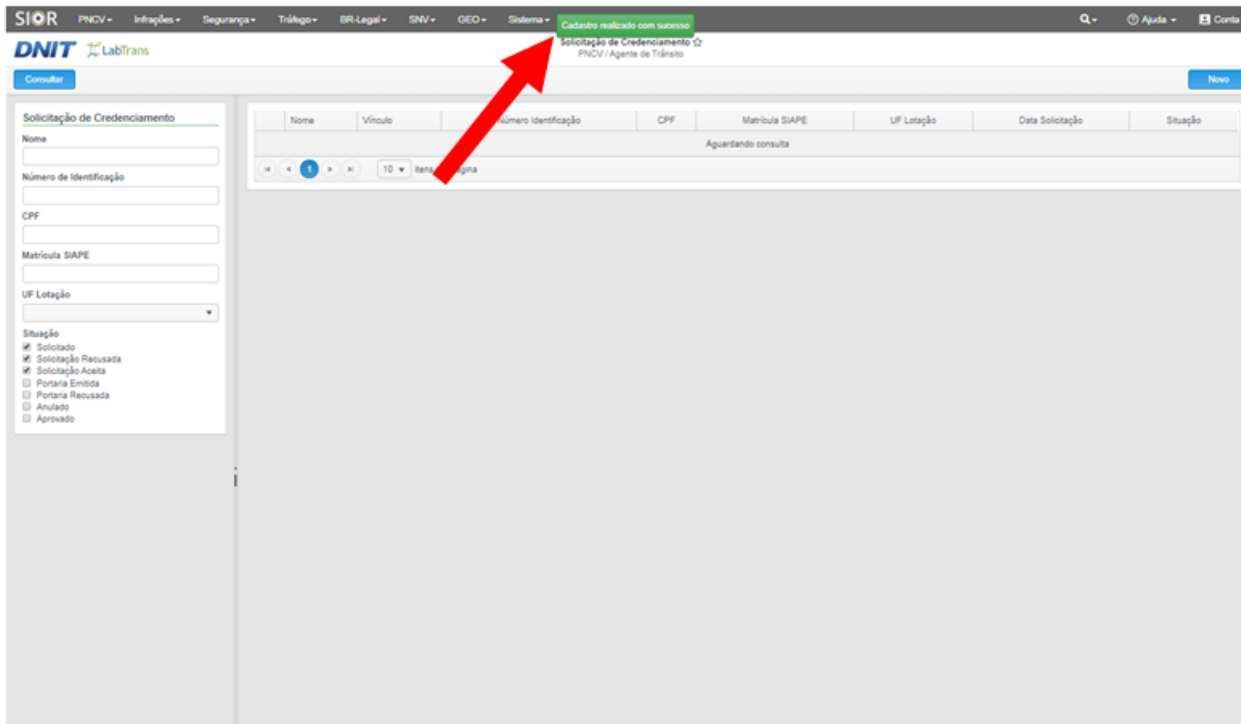 SIOR PNCV Infrações Segurança Tráfego BR-Legal SNV GEO Sistema Ajuda Conta
Cadastro realizado com sucesso
DNIT LabTrans
Solicitação de Credenciamento
PNCV / Agente de Trânsito
Consultar
Novo
Solicitação de Credenciamento
Nome
Número de Identificação
CPF
Matrícula SIAPE
UF Lotação
Situação
Solicitado
Solicitação Recusada
Solicitação Aceita
Portaria Emitida
Portaria Recusada
Anulado
Aprovado
Nome Vínculo Número Identificação CPF Matrícula SIAPE UF Lotação Data Solicitação Situação
Aguardando consulta
1 10 itens